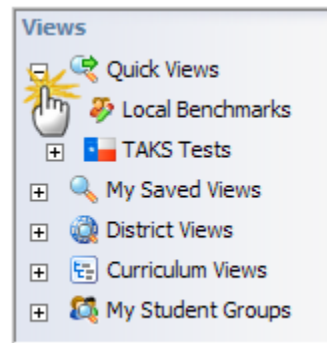 Views
Quick Views
Local Benchmarks
TAKS Tests
My Saved Views
District Views
Curriculum Views
My Student Groups